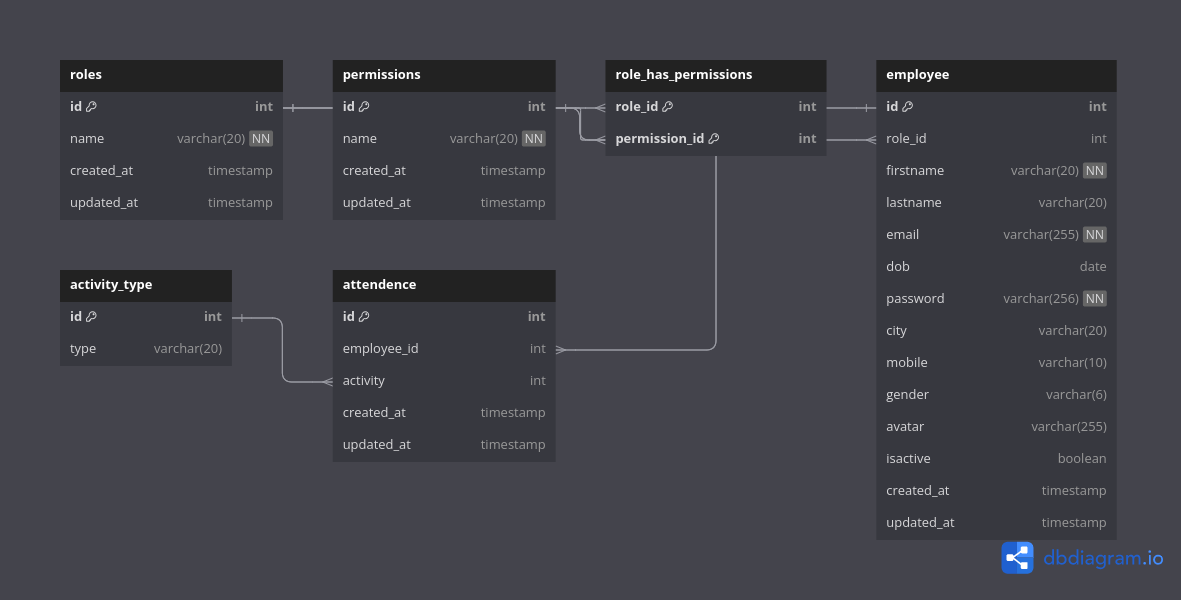 roles
id int
name varchar(20) NN
created_at timestamp
updated_at timestamp
permissions
id int
name varchar(20) NN
created_at timestamp
updated_at timestamp
role_has_permissions
role_id int
permission_id int
employee
id int
role_id int
firstname varchar(20) NN
lastname varchar(20)
email varchar(255) NN
dob date
password varchar(256) NN
city varchar(20)
mobile varchar(10)
gender varchar(6)
avatar varchar(255)
isactive boolean
created_at timestamp
updated_at timestamp
activity_type
id int
type varchar(20)
attendence
id int
employee_id int
activity int
created_at timestamp
updated_at timestamp
dbdiagram.io